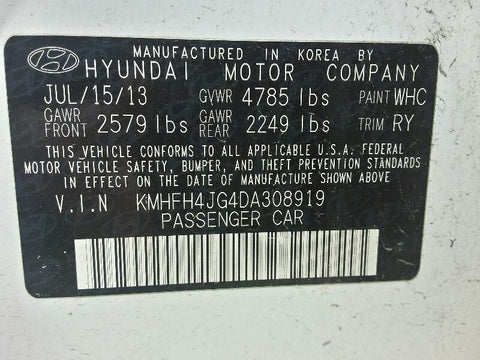 MANUFACTURED IN KOREA BY
HYUNDAI MOTOR COMPANY
JUL/15/13 GVWR 4785 lbs PAINT WHC
GAWR FRONT 2579 lbs GAWR REAR 2249 lbs TRIM RY
THIS VEHICLE CONFORMS TO ALL APPLICABLE U.S.A. FEDERAL
MOTOR VEHICLE SAFETY, BUMPER, AND THEFT PREVENTION STANDARDS
IN EFFECT ON THE DATE OF MANUFACTURE SHOWN ABOVE
V.I.N KMHFH4JG4DA308919
PASSENGER CAR